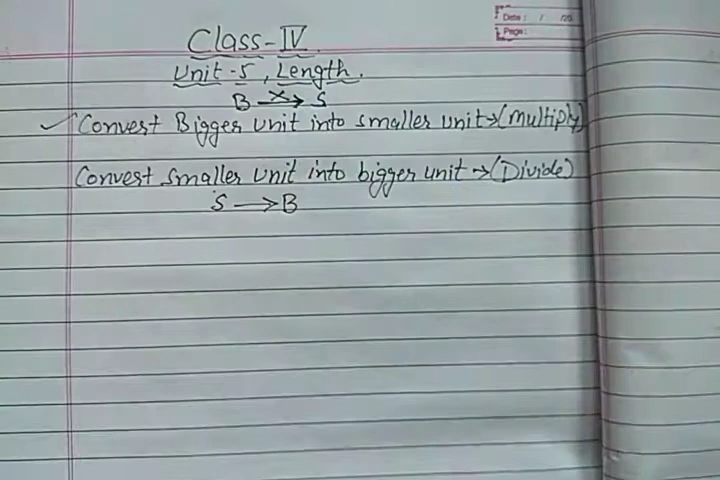 Date: / /20
Page:
Class-IV.
Unit-5, Length.
B x→ S
✓ Convert Bigger unit into smaller unit→(multiply)
Convert smaller unit into bigger unit→(Divide)
S → B